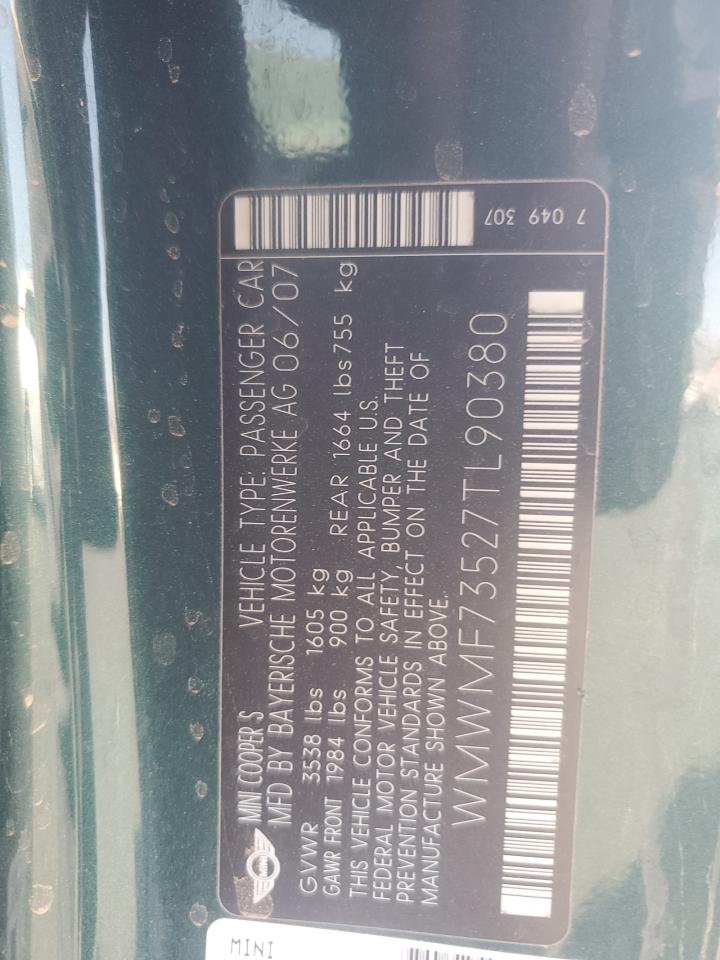 MINI COOPER S VEHICLE TYPE: PASSENGER CAR
MFD BY BAYERISCHE MOTORENWERKE AG 06/07
GVWR 3538 lbs 1605 kg
GAWR FRONT 1984 lbs 900 kg REAR 1664 lbs 755 kg
THIS VEHICLE CONFORMS TO ALL APPLICABLE U.S.
FEDERAL MOTOR VEHICLE SAFETY, BUMPER AND THEFT
PREVENTION STANDARDS IN EFFECT ON THE DATE OF
MANUFACTURE SHOWN ABOVE.
WMWMF73527TL90380
7 049 307
MINI